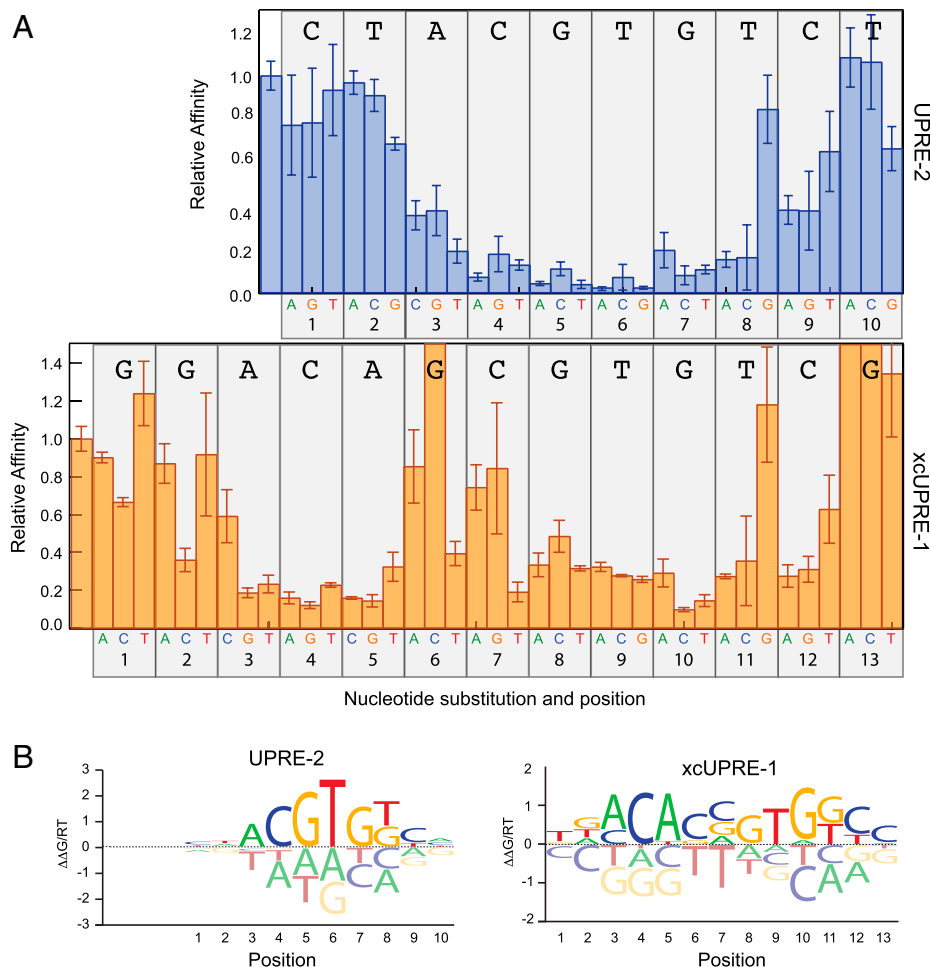 A
C T A C G T G T C T
1.2
1.0
0.8
0.6
0.4
0.2
0.0
Relative Affinity
UPRE-2
A G T A C G C G T A G T A C T A C G A C T A C G A G T A C G
1 2 3 4 5 6 7 8 9 10
G G A C A G C G T G T C G
1.4
1.2
1.0
0.8
0.6
0.4
0.2
0.0
Relative Affinity
xcUPRE-1
A C T A C T C G T A G T C G T A C T A G T A C T A C G A C T A C G A G T A C T
1 2 3 4 5 6 7 8 9 10 11 12 13
Nucleotide substitution and position
B
UPRE-2
3
2
1
0
-1
-2
-3
ΔΔG/RT
A C G T G T G C
T T A A T A G T C C A A G G
1 2 3 4 5 6 7 8 9 10
Position
xcUPRE-1
2
1
0
-1
-2
ΔΔG/RT
T G T A C C A C C G A G T G A G T C T C
C C T G A G C G T T A T C G T C C A A G
1 2 3 4 5 6 7 8 9 10 11 12 13
Position